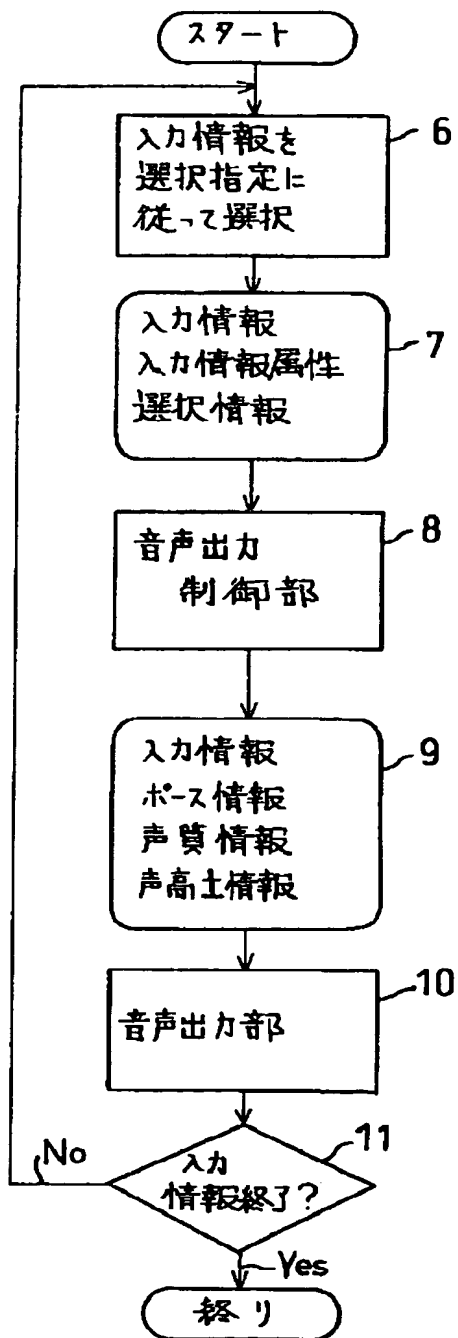 スタート
入力情報を
選択指定に
従って選択
6
入力情報
入力情報属性
選択情報
7
音声出力
制御部
8
入力情報
ポーズ情報
声質情報
声高士情報
9
音声出力部
10
入力
情報終了?
11
No
Yes
終り